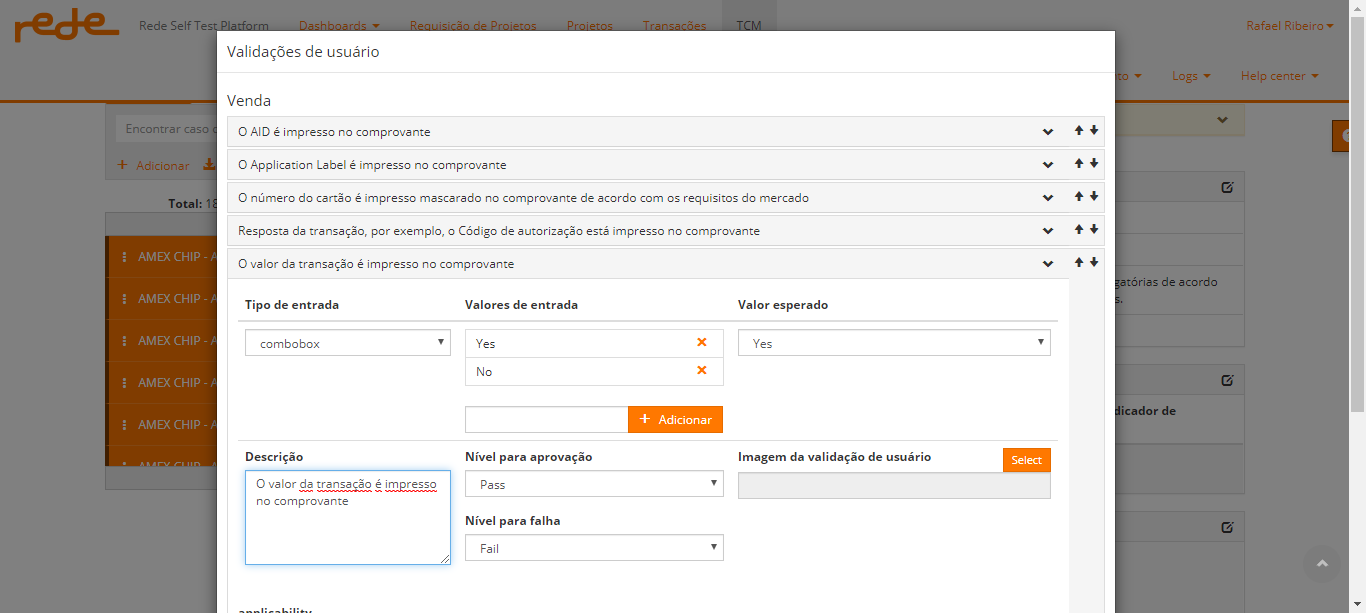 rede Rede Self Test Platform Dashboards Requisição de Projetos Projetos Transações TCM Rafael Ribeiro
Logs Help center
Validações de usuário
Venda
Encontrar caso
O AID é impresso no comprovante
Adicionar
O Application Label é impresso no comprovante
Total: 18
O número do cartão é impresso mascarado no comprovante de acordo com os requisitos do mercado
Resposta da transação, por exemplo, o Código de autorização está impresso no comprovante
AMEX CHIP - A
O valor da transação é impresso no comprovante
gatórias de acordo
s.
AMEX CHIP - A
Tipo de entrada Valores de entrada Valor esperado
AMEX CHIP - A
combobox Yes Yes
No
AMEX CHIP - A
dicador de
AMEX CHIP - A
+ Adicionar
Descrição Nível para aprovação Imagem da validação de usuário Select
AMEX CHIP - A
O valor da transação é impresso
no comprovante
Pass
Nível para falha
Fail
applicability